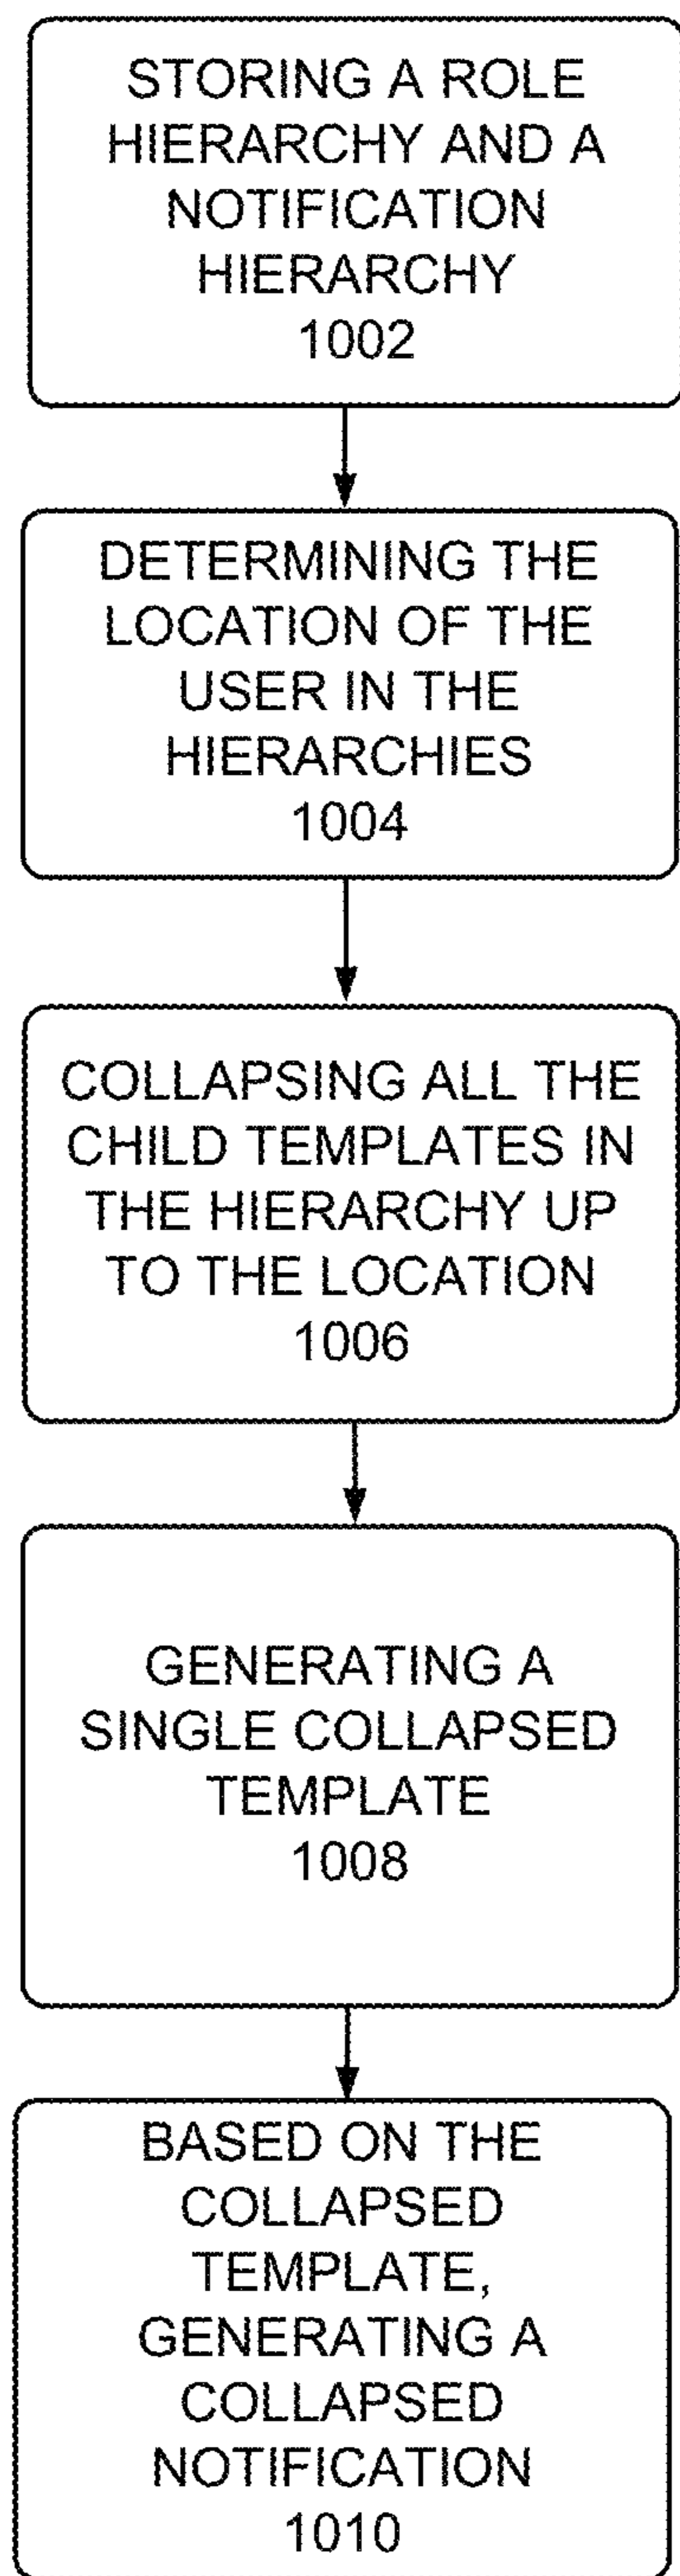 STORING A ROLE
HIERARCHY AND A
NOTIFICATION
HIERARCHY
1002
DETERMINING THE
LOCATION OF THE
USER IN THE
HIERARCHIES
1004
COLLAPSING ALL THE
CHILD TEMPLATES IN
THE HIERARCHY UP
TO THE LOCATION
1006
GENERATING A
SINGLE COLLAPSED
TEMPLATE
1008
BASED ON THE
COLLAPSED
TEMPLATE,
GENERATING A
COLLAPSED
NOTIFICATION
1010